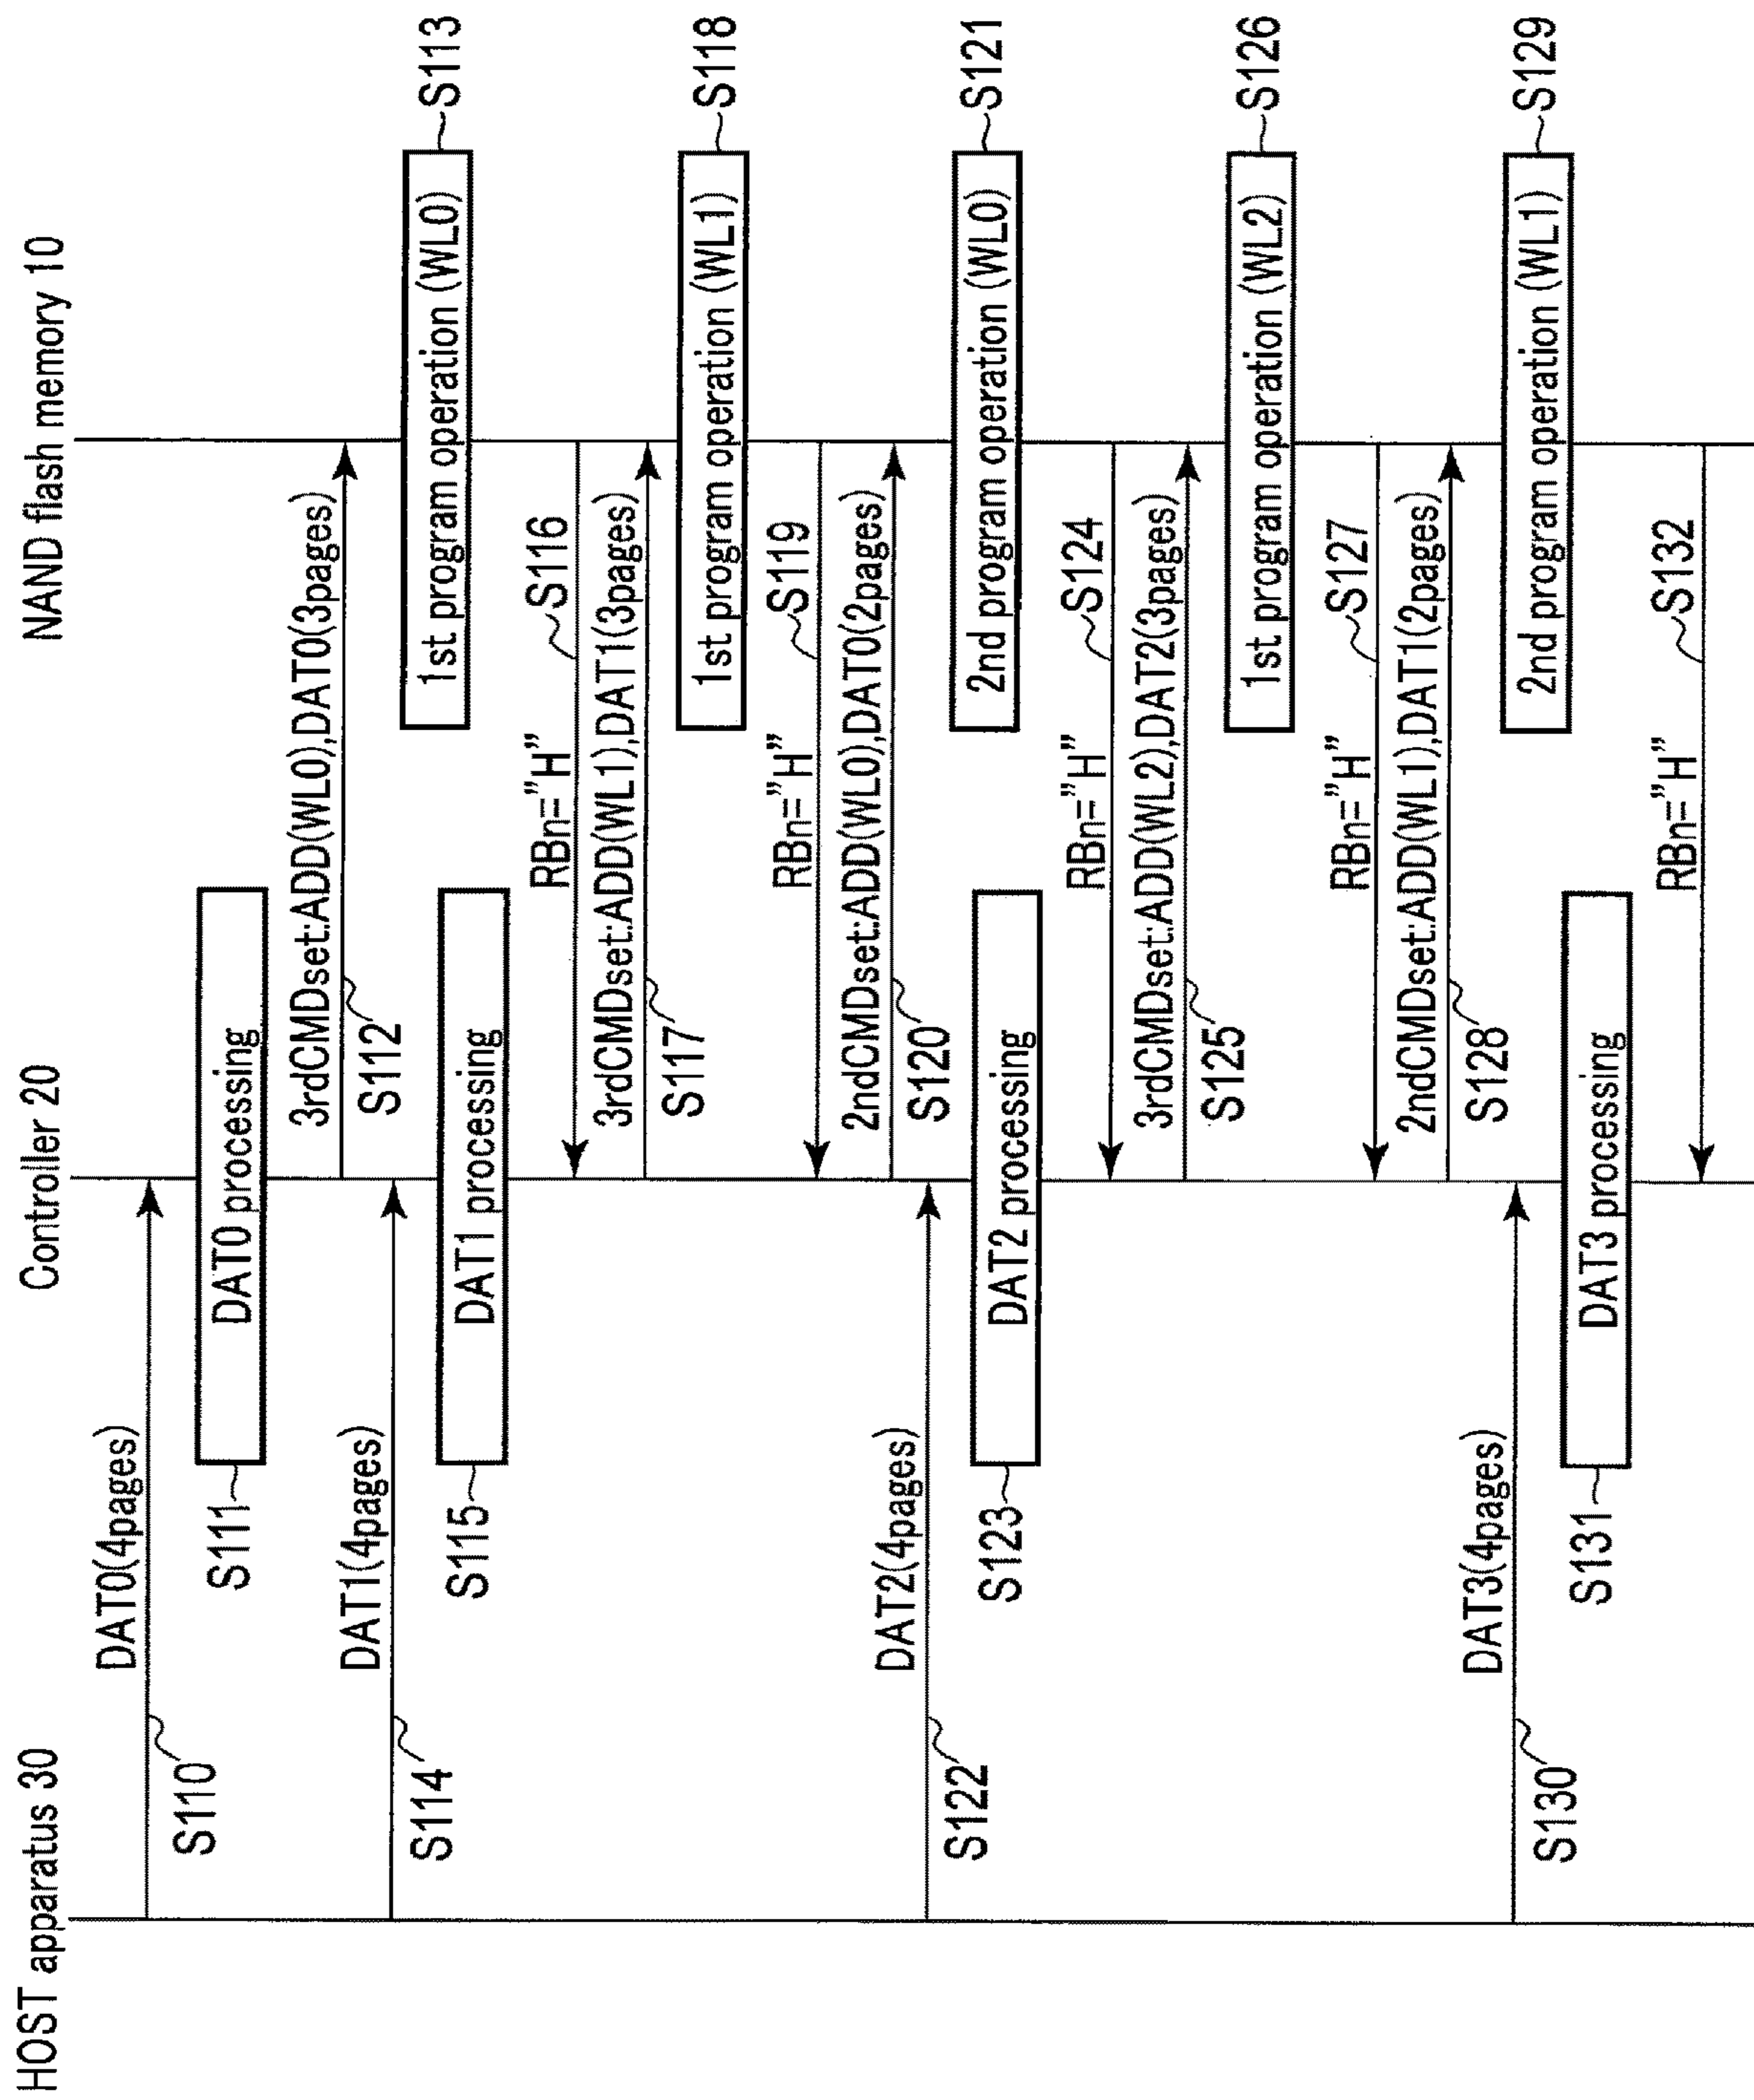 HOST apparatus 30
Controller 20
NAND flash memory 10
DAT0(4pages)
S110
S111
DAT0 processing
3rdCMDset:ADD(WL0),DAT0(3pages)
S112
1st program operation (WL0)
S113
DAT1(4pages)
S114
S115
DAT1 processing
RBn="H"
S116
3rdCMDset:ADD(WL1),DAT1(3pages)
S117
1st program operation (WL1)
S118
RBn="H"
S119
2ndCMDset:ADD(WL0),DAT0(2pages)
S120
2nd program operation (WL0)
S121
DAT2(4pages)
S122
S123
DAT2 processing
RBn="H"
S124
3rdCMDset:ADD(WL2),DAT2(3pages)
S125
1st program operation (WL2)
S126
RBn="H"
S127
2ndCMDset:ADD(WL1),DAT1(2pages)
S128
2nd program operation (WL1)
S129
DAT3(4pages)
S130
S131
DAT3 processing
RBn="H"
S132